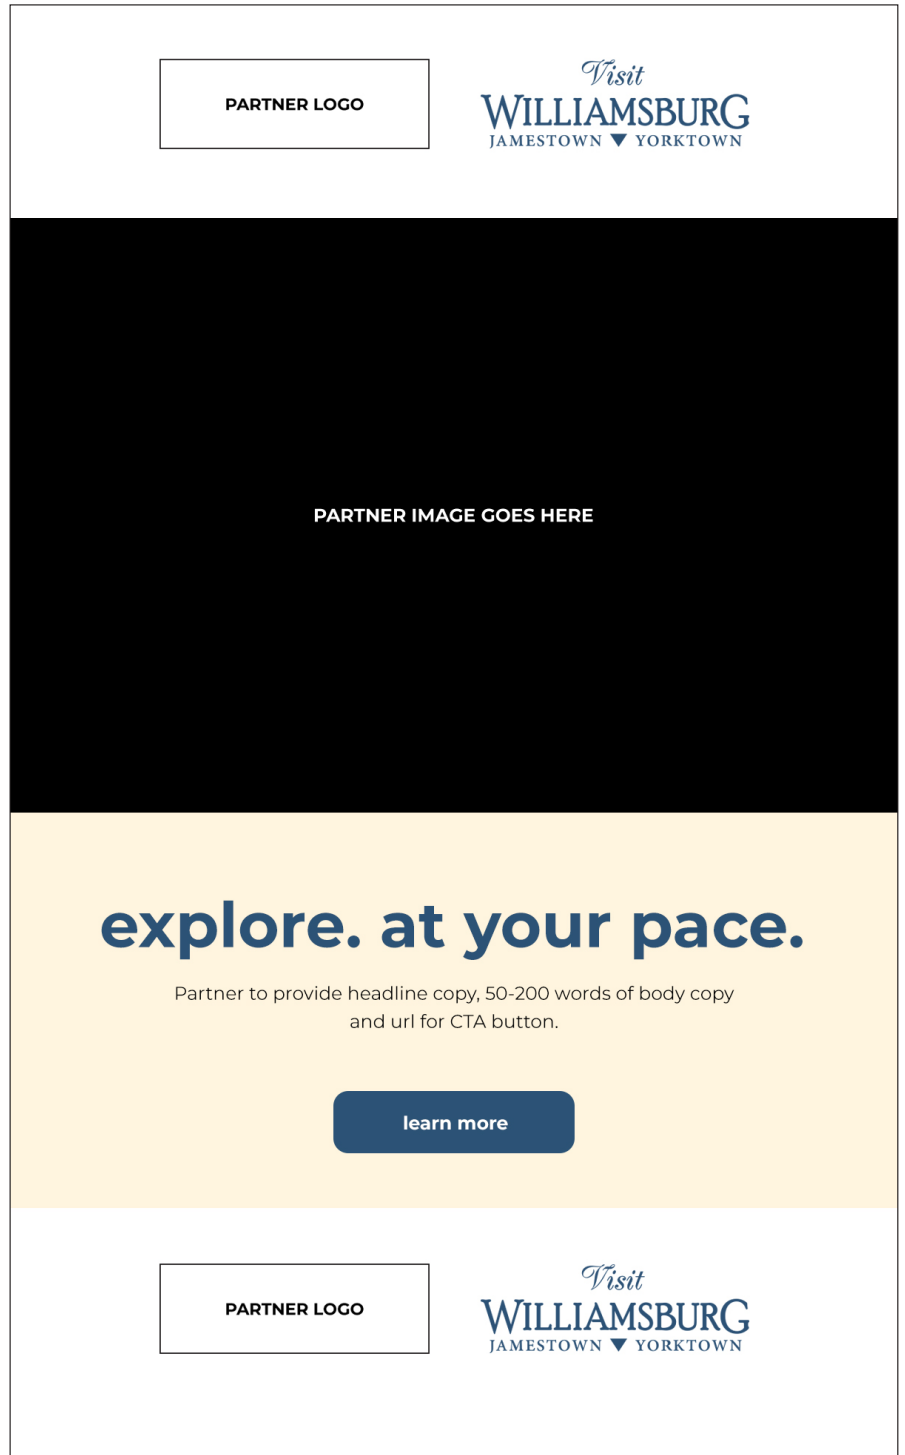 PARTNER LOGO
Visit
WILLIAMSBURG
JAMESTOWN ▼ YORKTOWN
PARTNER IMAGE GOES HERE
explore. at your pace.
Partner to provide headline copy, 50-200 words of body copy
and url for CTA button.
learn more
PARTNER LOGO
Visit
WILLIAMSBURG
JAMESTOWN ▼ YORKTOWN